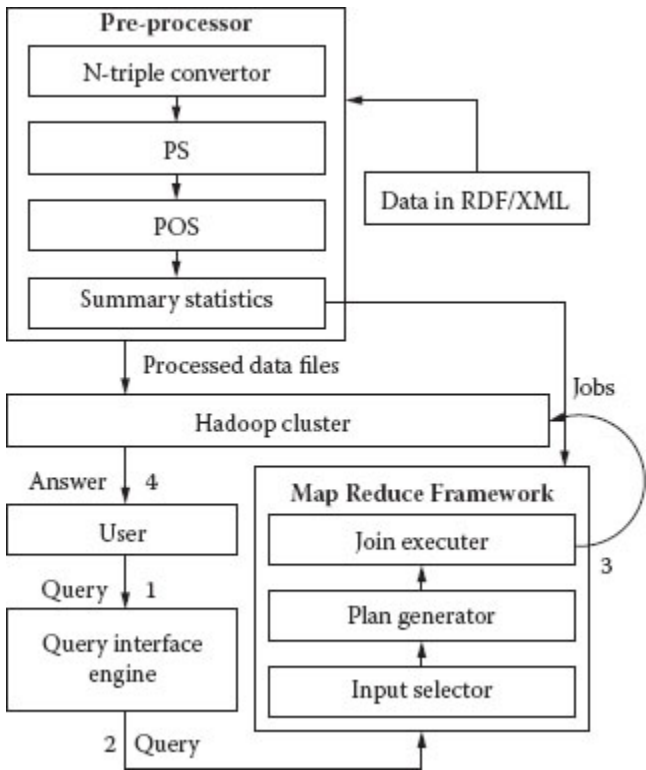 Pre-processor
N-triple convertor
PS
POS
Summary statistics
Data in RDF/XML
Processed data files
Jobs
Hadoop cluster
Answer 4
User
Query 1
Query interface
engine
2 Query
Map Reduce Framework
Join executer
3
Plan generator
Input selector